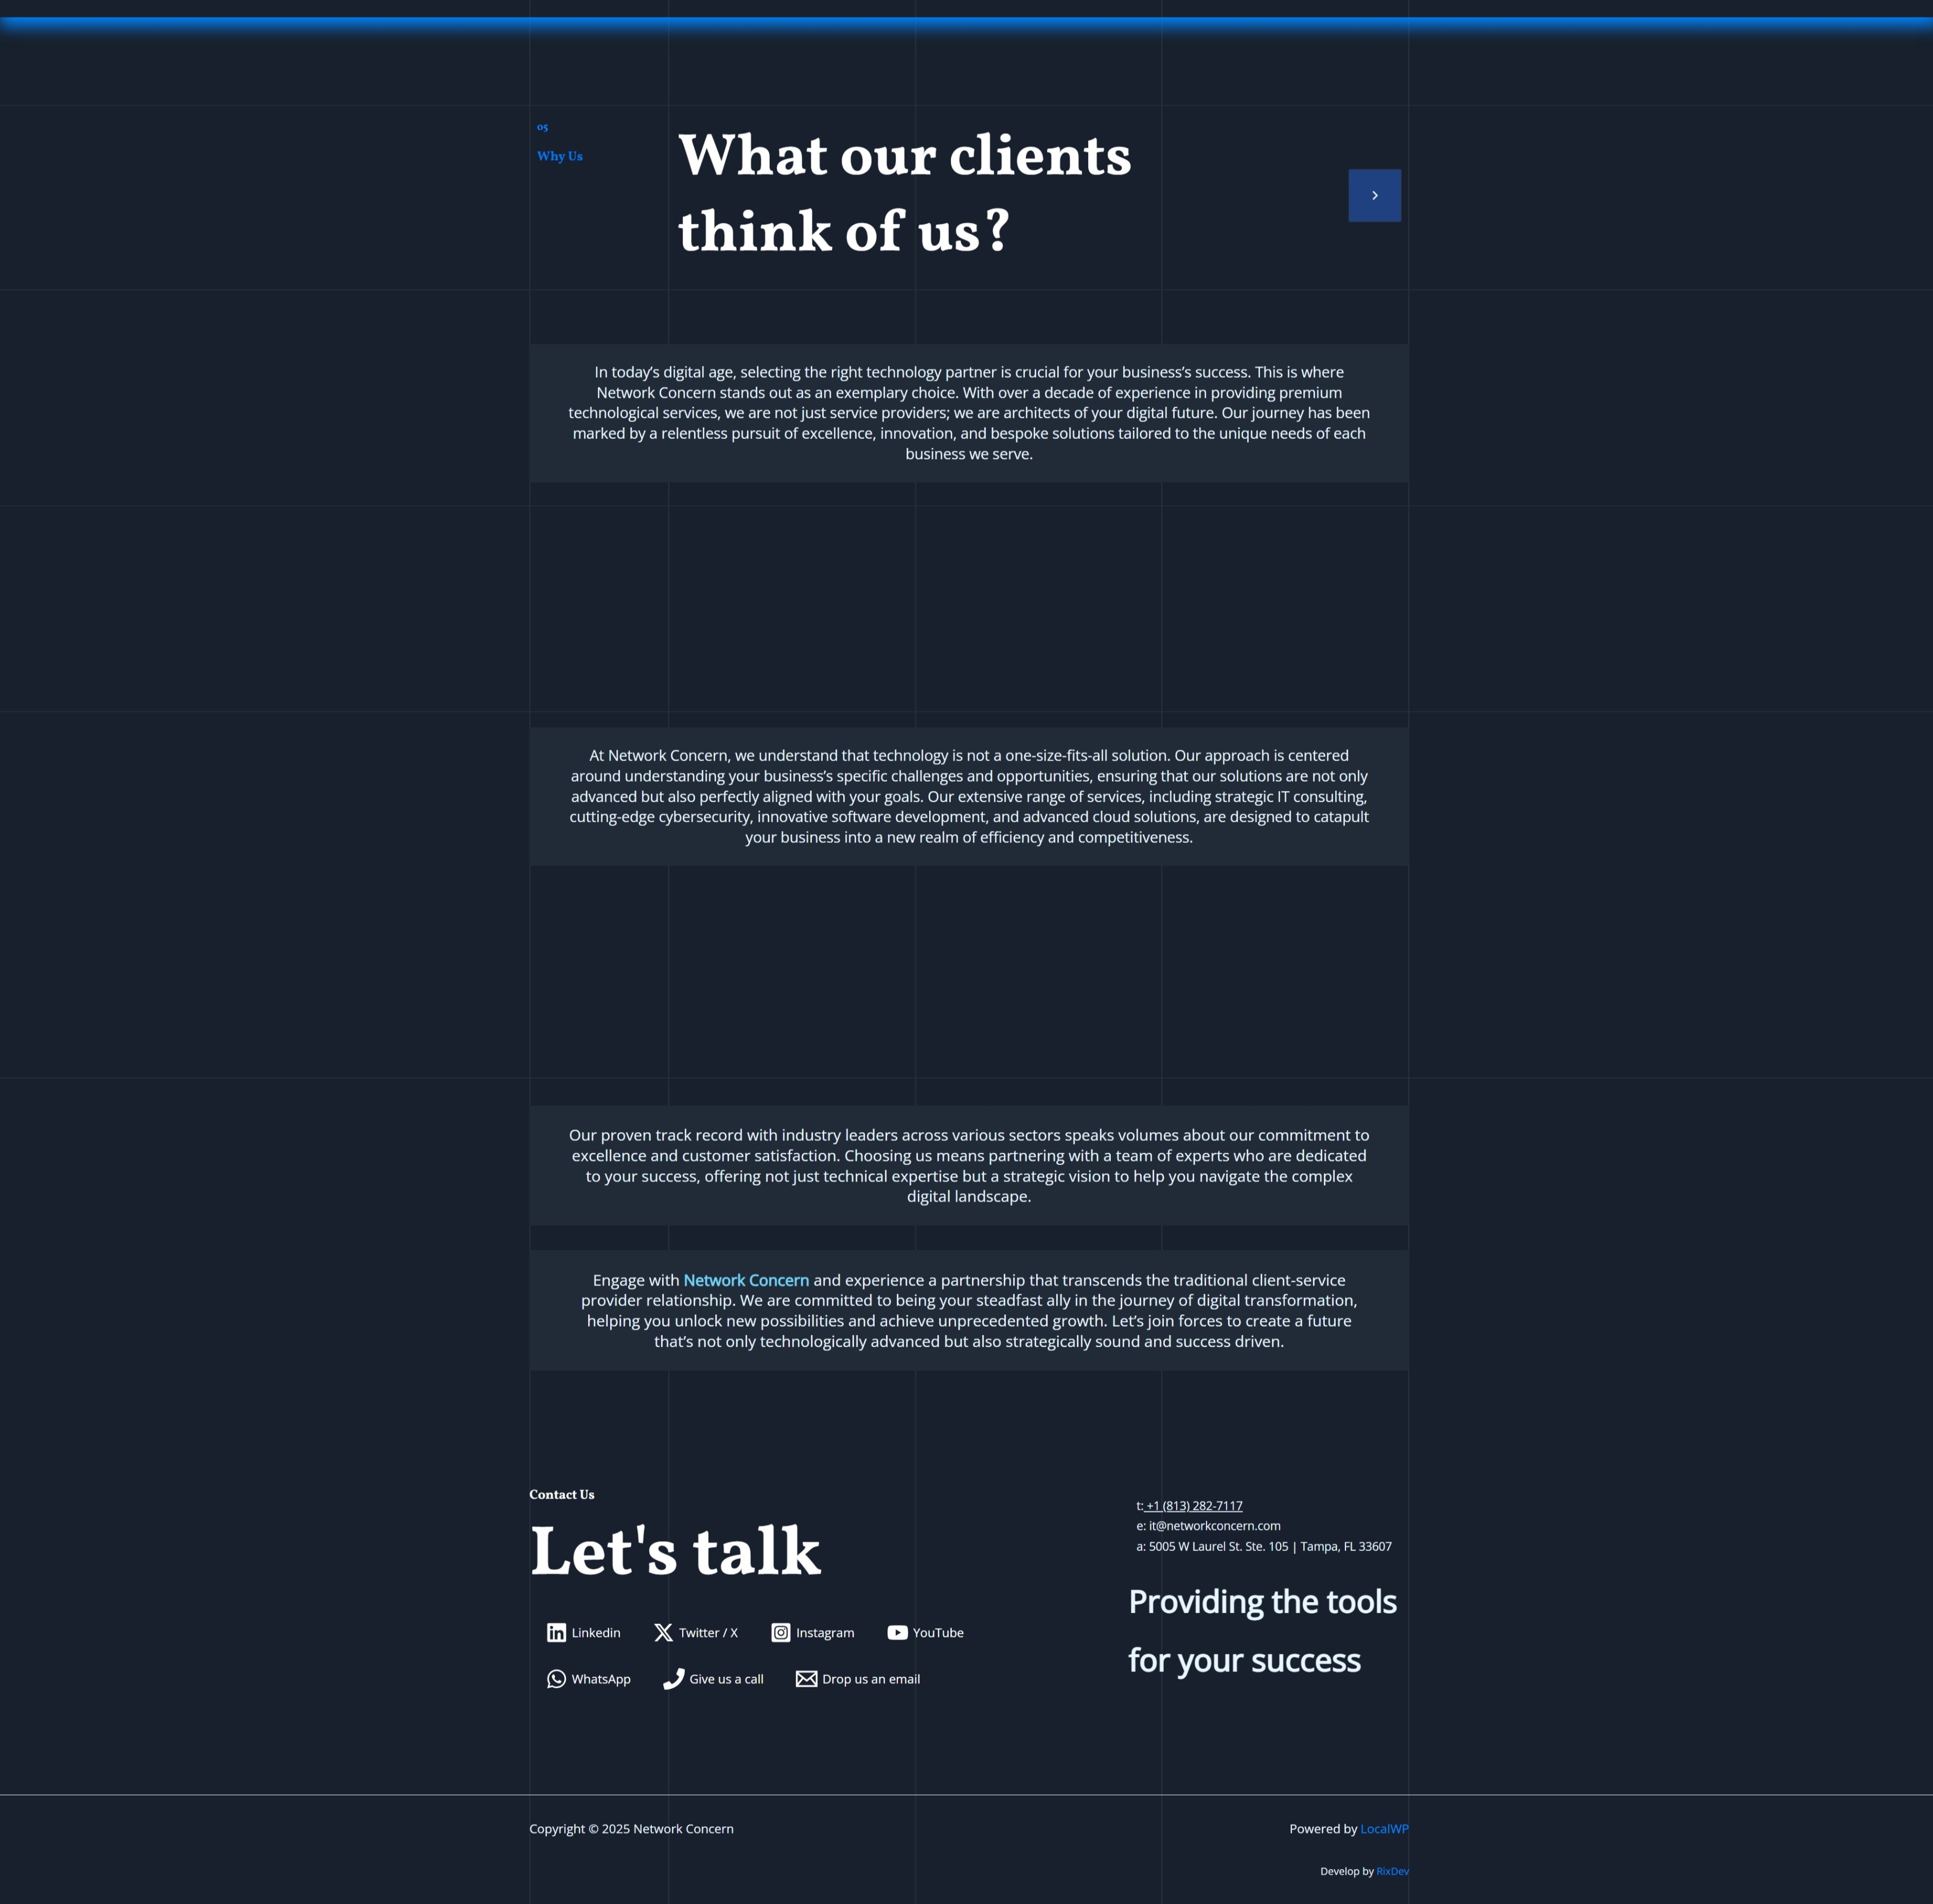 05
Why Us
What our clients
think of us?
In today’s digital age, selecting the right technology partner is crucial for your business’s success. This is where
Network Concern stands out as an exemplary choice. With over a decade of experience in providing premium
technological services, we are not just service providers; we are architects of your digital future. Our journey has been
marked by a relentless pursuit of excellence, innovation, and bespoke solutions tailored to the unique needs of each
business we serve.
At Network Concern, we understand that technology is not a one-size-fits-all solution. Our approach is centered
around understanding your business’s specific challenges and opportunities, ensuring that our solutions are not only
advanced but also perfectly aligned with your goals. Our extensive range of services, including strategic IT consulting,
cutting-edge cybersecurity, innovative software development, and advanced cloud solutions, are designed to catapult
your business into a new realm of efficiency and competitiveness.
Our proven track record with industry leaders across various sectors speaks volumes about our commitment to
excellence and customer satisfaction. Choosing us means partnering with a team of experts who are dedicated
to your success, offering not just technical expertise but a strategic vision to help you navigate the complex
digital landscape.
Engage with Network Concern and experience a partnership that transcends the traditional client-service
provider relationship. We are committed to being your steadfast ally in the journey of digital transformation,
helping you unlock new possibilities and achieve unprecedented growth. Let’s join forces to create a future
that’s not only technologically advanced but also strategically sound and success driven.
Contact Us
Let's talk
Linkedin Twitter / X Instagram YouTube
WhatsApp Give us a call Drop us an email
t: +1 (813) 282-7117
e: it@networkconcern.com
a: 5005 W Laurel St. Ste. 105 | Tampa, FL 33607
Providing the tools
for your success
Copyright © 2025 Network Concern
Powered by LocalWP
Develop by RixDev